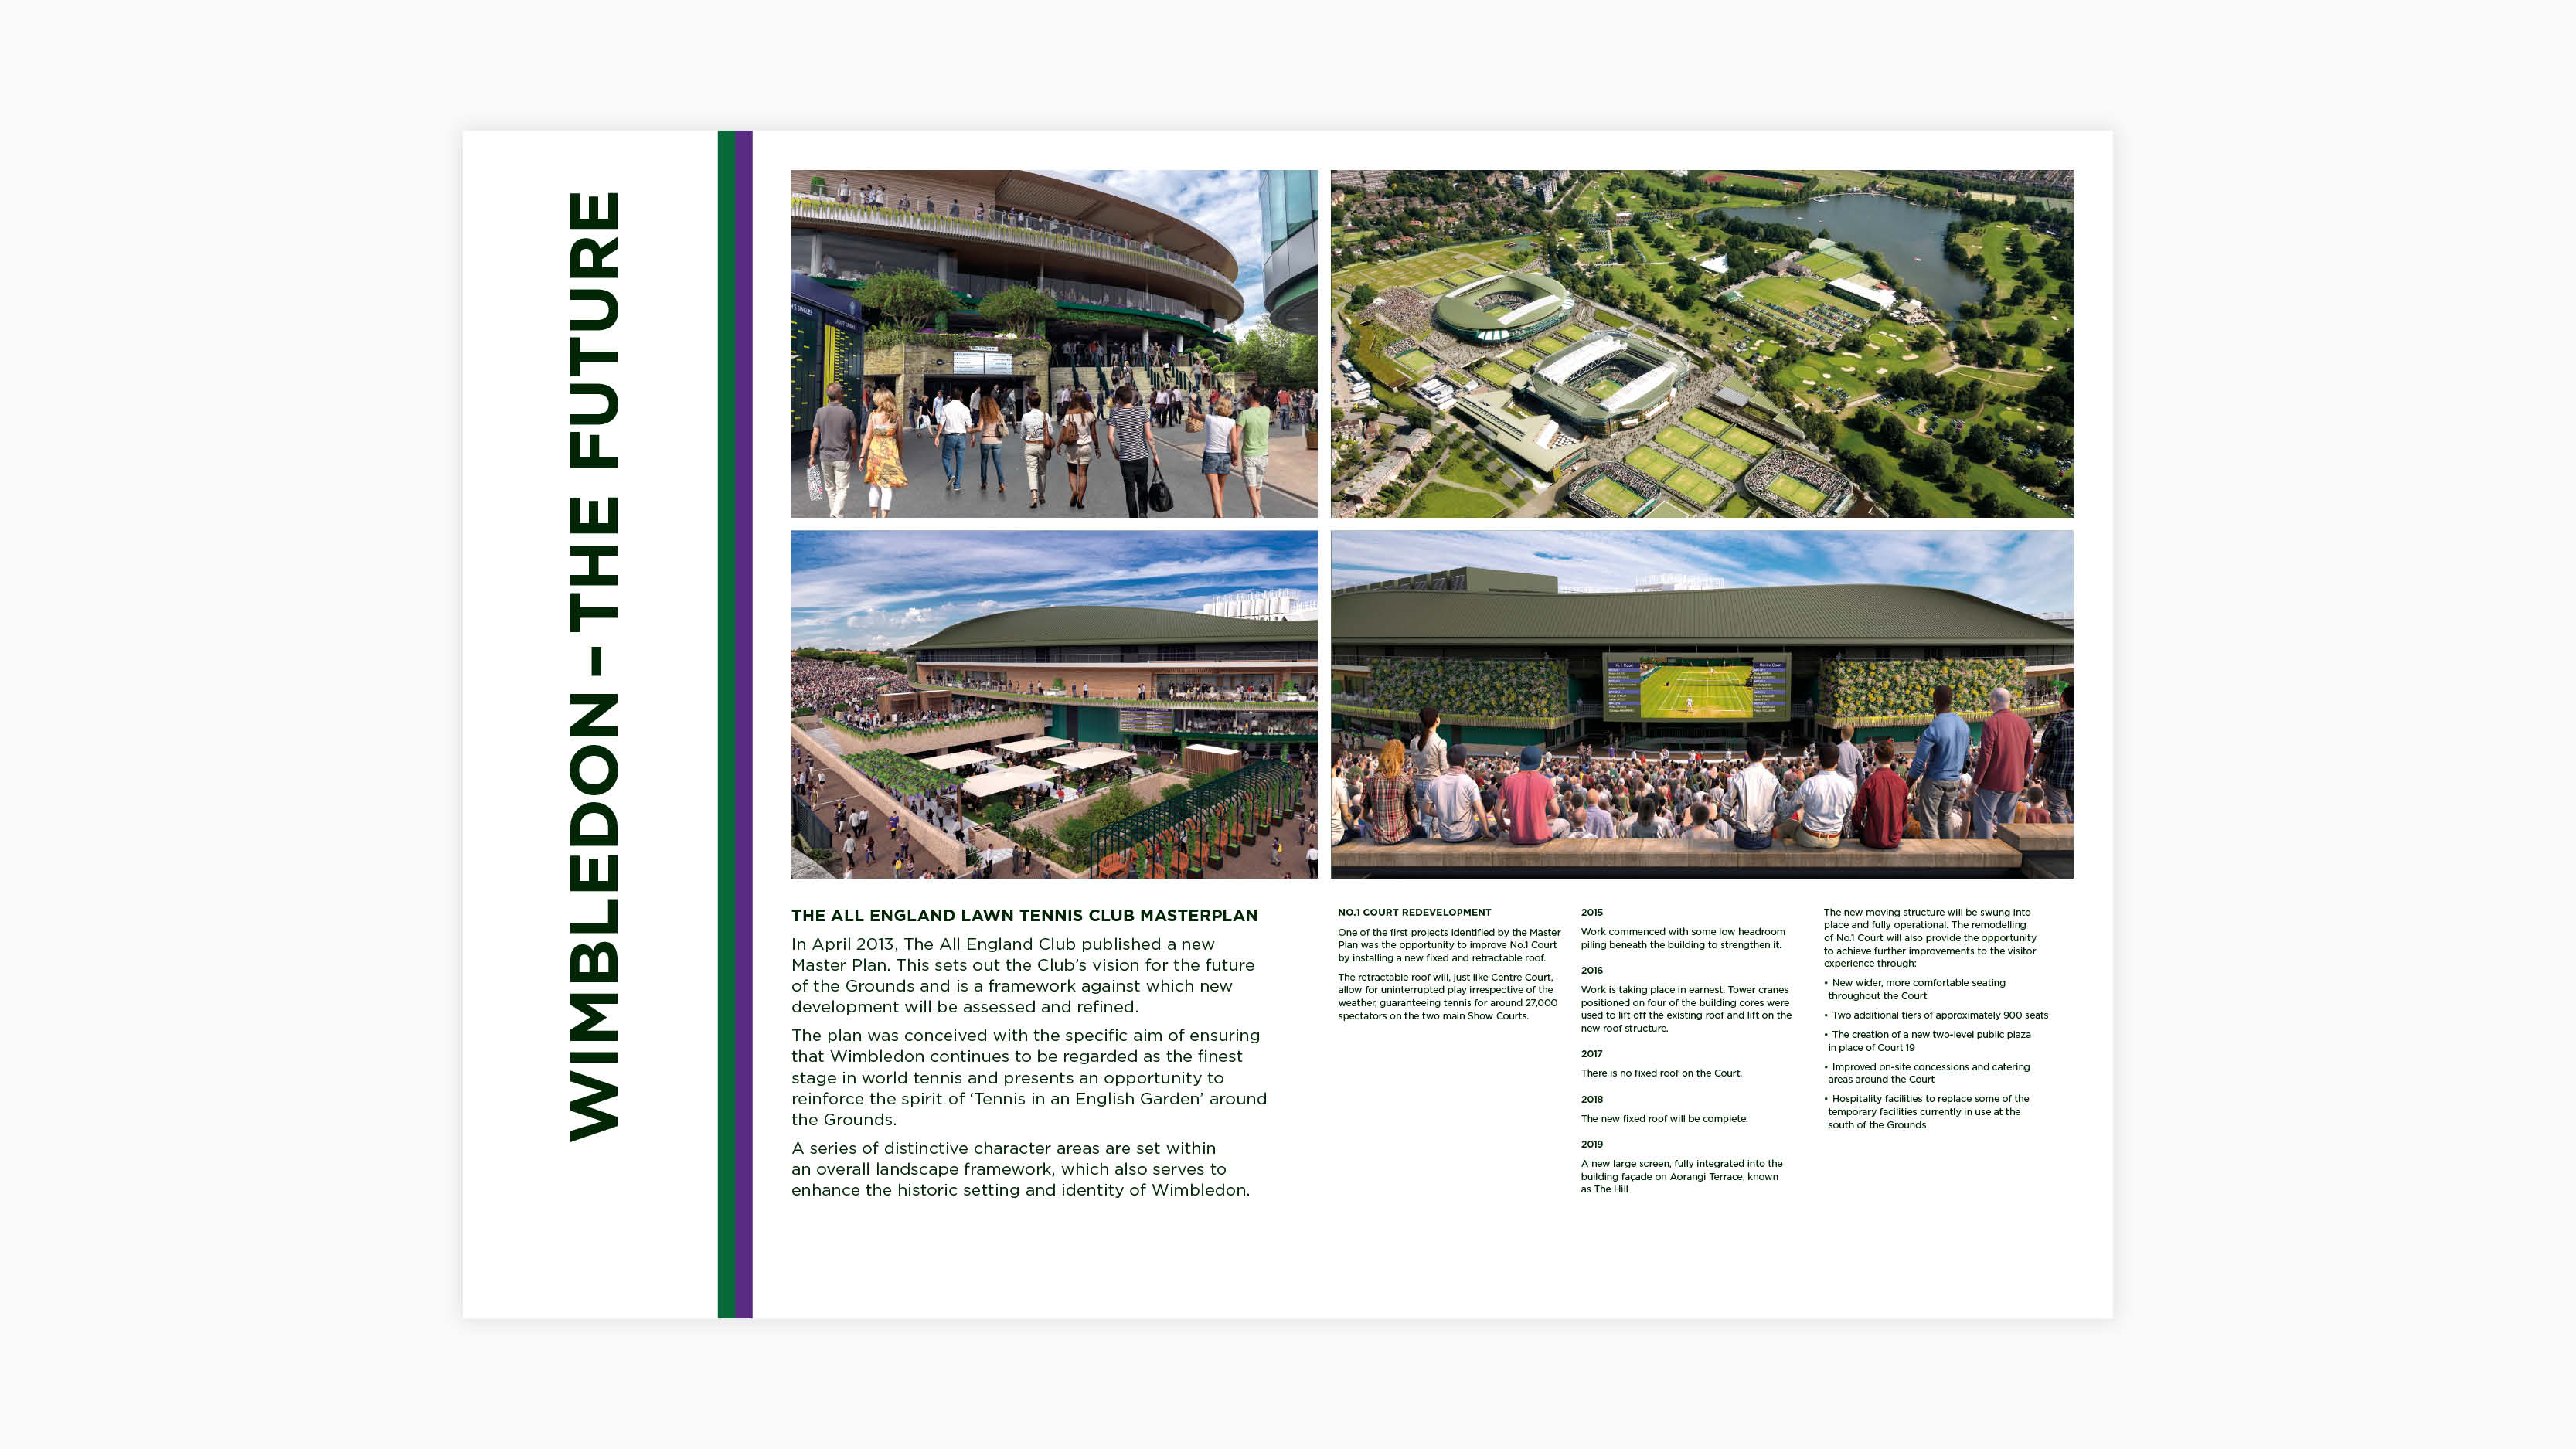 WIMBLEDON – THE FUTURE
THE ALL ENGLAND LAWN TENNIS CLUB MASTERPLAN
In April 2013, The All England Club published a new
Master Plan. This sets out the Club’s vision for the future
of the Grounds and is a framework against which new
development will be assessed and refined.
The plan was conceived with the specific aim of ensuring
that Wimbledon continues to be regarded as the finest
stage in world tennis and presents an opportunity to
reinforce the spirit of ‘Tennis in an English Garden’ around
the Grounds.
A series of distinctive character areas are set within
an overall landscape framework, which also serves to
enhance the historic setting and identity of Wimbledon.
NO.1 COURT REDEVELOPMENT
One of the first projects identified by the Master
Plan was the opportunity to improve No.1 Court
by installing a new fixed and retractable roof.
The retractable roof will, just like Centre Court,
allow for uninterrupted play irrespective of the
weather, guaranteeing tennis for around 27,000
spectators on the two main Show Courts.
2015
Work commenced with some low headroom
piling beneath the building to strengthen it.
2016
Work is taking place in earnest. Tower cranes
positioned on four of the building cores were
used to lift off the existing roof and lift on the
new roof structure.
2017
There is no fixed roof on the Court.
2018
The new fixed roof will be complete.
2019
A new large screen, fully integrated into the
building façade on Aorangi Terrace, known
as The Hill
The new moving structure will be swung into
place and fully operational. The remodelling
of No.1 Court will also provide the opportunity
to achieve further improvements to the visitor
experience through:
• New wider, more comfortable seating
throughout the Court
• Two additional tiers of approximately 900 seats
• The creation of a new two-level public plaza
in place of Court 19
• Improved on-site concessions and catering
areas around the Court
• Hospitality facilities to replace some of the
temporary facilities currently in use at the
south of the Grounds